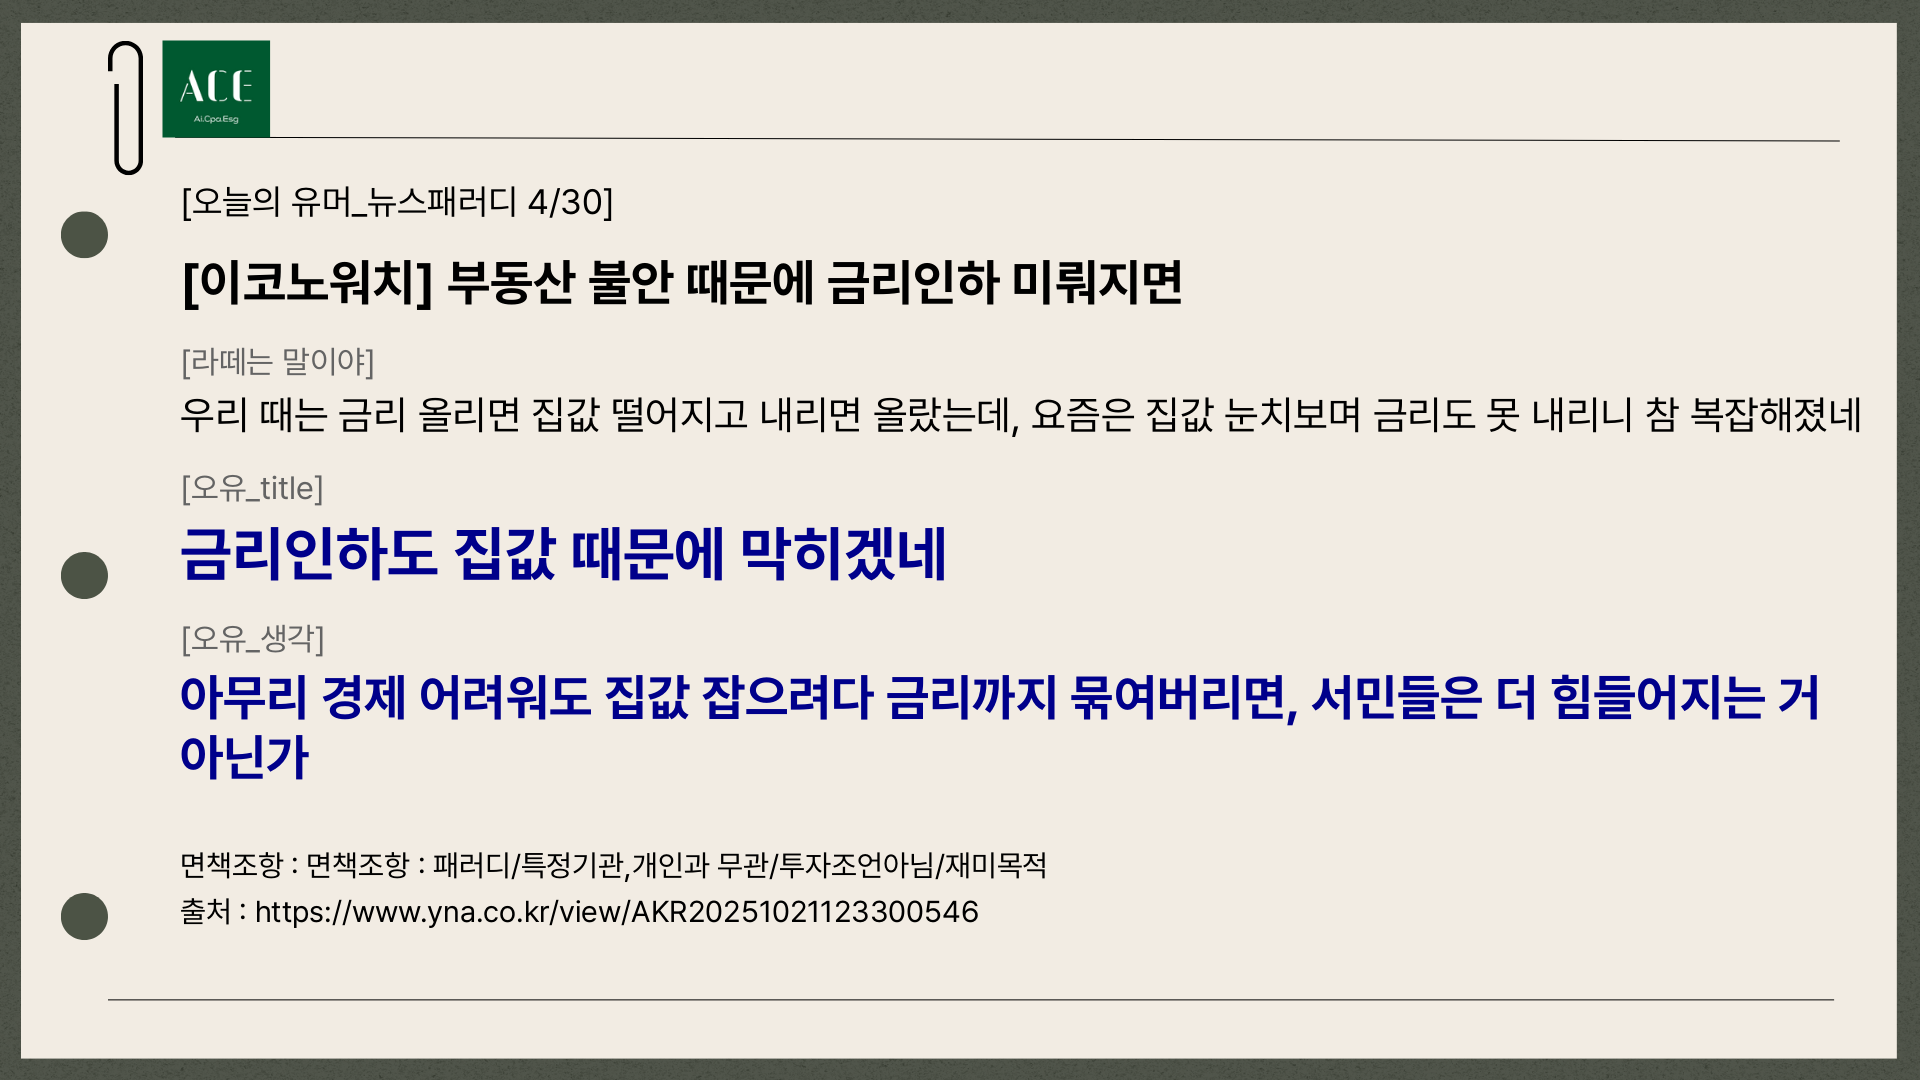 ACE
Ai.Cpa.Esg
[오늘의 유머_뉴스패러디 4/30]
[이코노워치] 부동산 불안 때문에 금리인하 미뤄지면
[라떼는 말이야]
우리 때는 금리 올리면 집값 떨어지고 내리면 올랐는데, 요즘은 집값 눈치보며 금리도 못 내리니 참 복잡해졌네
[오유_title]
금리인하도 집값 때문에 막히겠네
[오유_생각]
아무리 경제 어려워도 집값 잡으려다 금리까지 묶여버리면, 서민들은 더 힘들어지는 거
아닌가
면책조항 : 면책조항 : 패러디/특정기관,개인과 무관/투자조언아님/재미목적
출처 : https://www.yna.co.kr/view/AKR20251021123300546